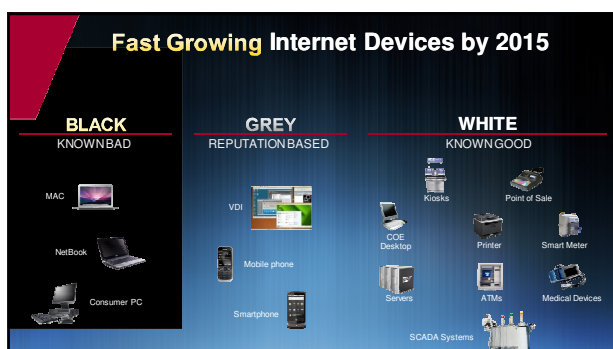 Fast Growing Internet Devices by 2015
BLACK
KNOWN BAD
MAC
NetBook
Consumer PC
GREY
REPUTATION BASED
VDI
Mobile phone
Smartphone
WHITE
KNOWN GOOD
Kiosks
Point of Sale
COE
Desktop
Printer
Smart Meter
Servers
ATMs
Medical Devices
SCADA Systems